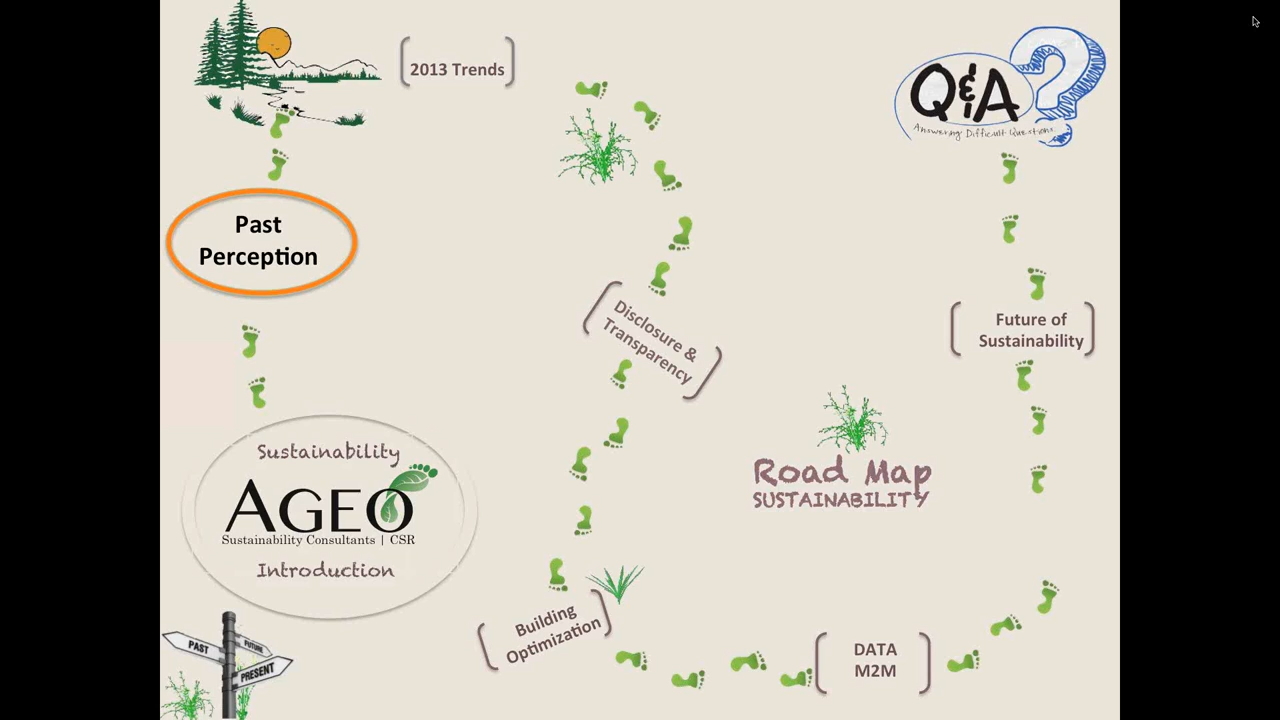 2013 Trends
Q&A
Answering Difficult Questions
Past
Perception
Disclosure &
Transparency
Future of
Sustainability
Sustainability
AGEO
Sustainability Consultants | CSR
Introduction
Road Map
SUSTAINABILITY
Building
Optimization
DATA
M2M
PAST
FUTURE
PRESENT